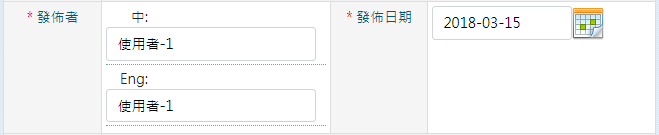 * 發佈者
中:
使用者-1
Eng:
使用者-1
* 發佈日期
2018-03-15